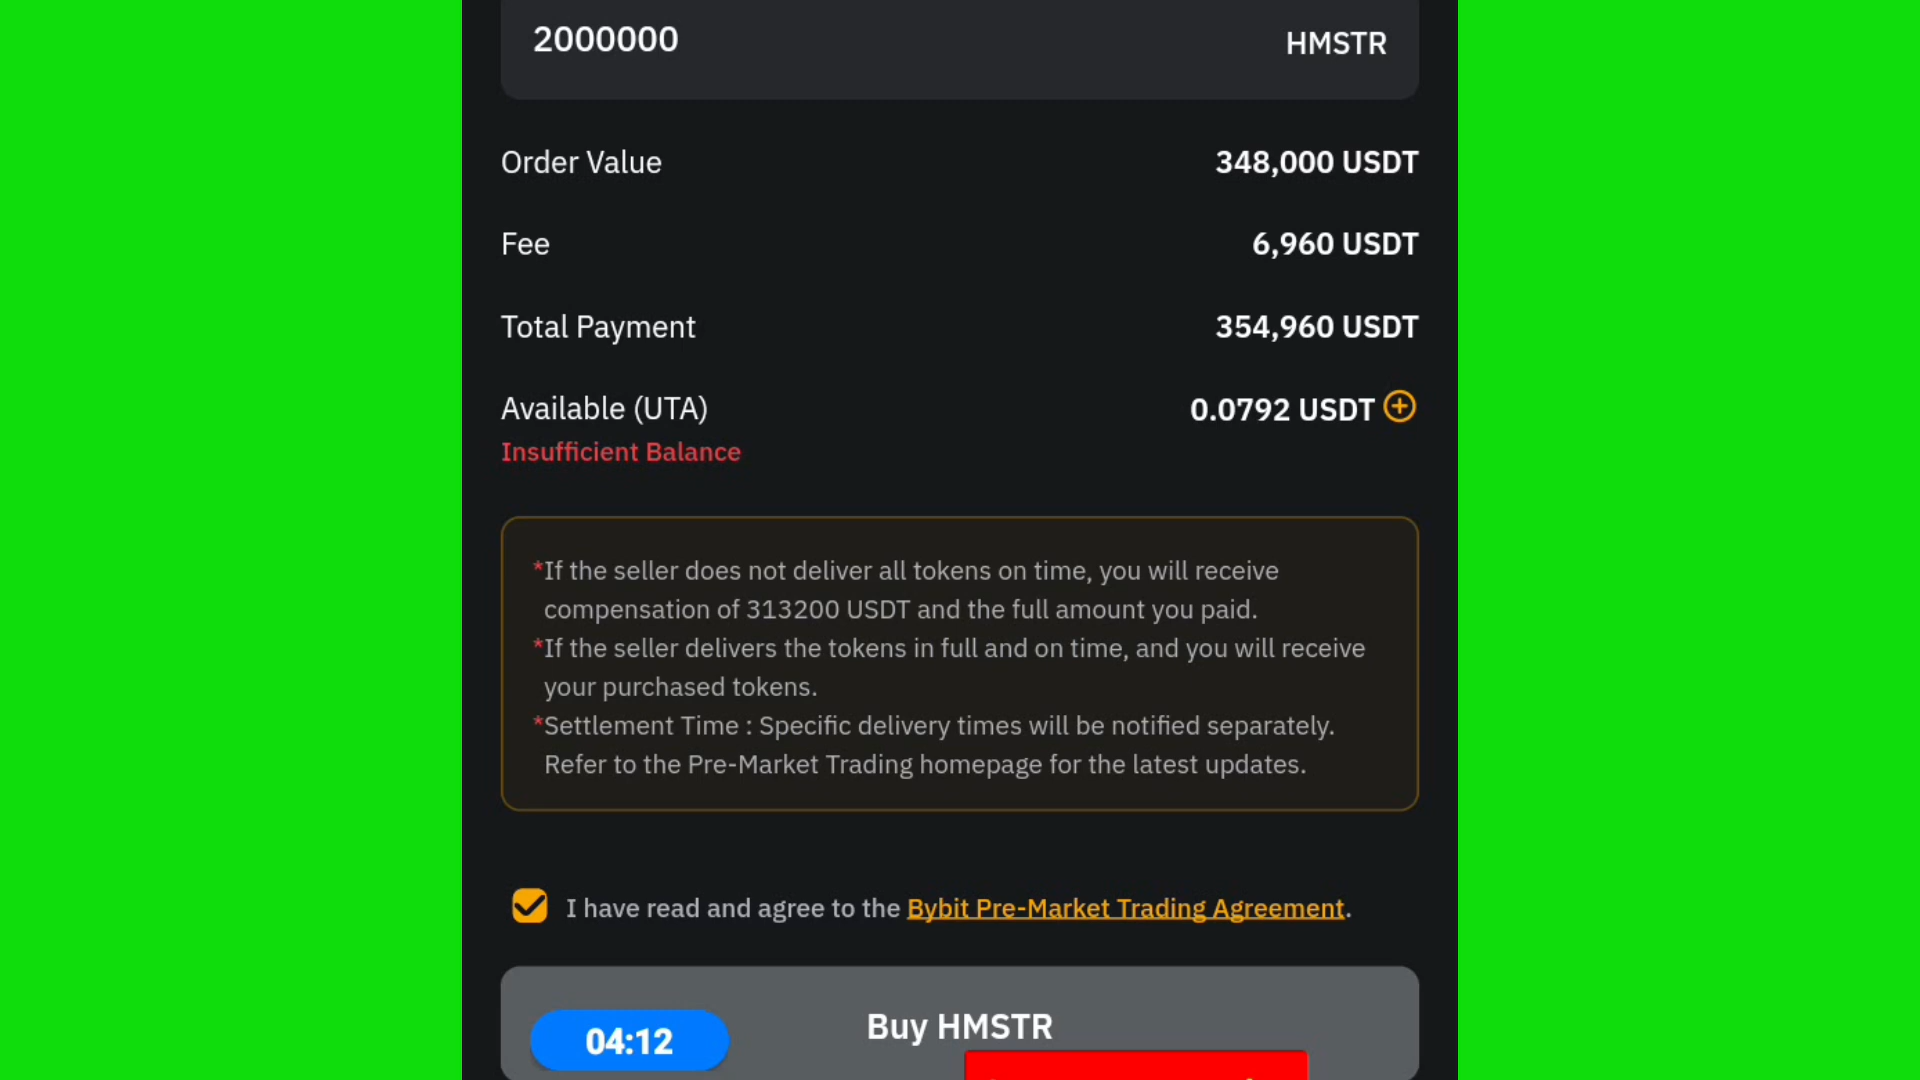 2000000 HMSTR
Order Value 348,000 USDT
Fee 6,960 USDT
Total Payment 354,960 USDT
Available (UTA) 0.0792 USDT
Insufficient Balance
*If the seller does not deliver all tokens on time, you will receive
compensation of 313200 USDT and the full amount you paid.
*If the seller delivers the tokens in full and on time, and you will receive
your purchased tokens.
*Settlement Time : Specific delivery times will be notified separately.
Refer to the Pre-Market Trading homepage for the latest updates.
I have read and agree to the Bybit Pre-Market Trading Agreement.
Buy HMSTR
04:12